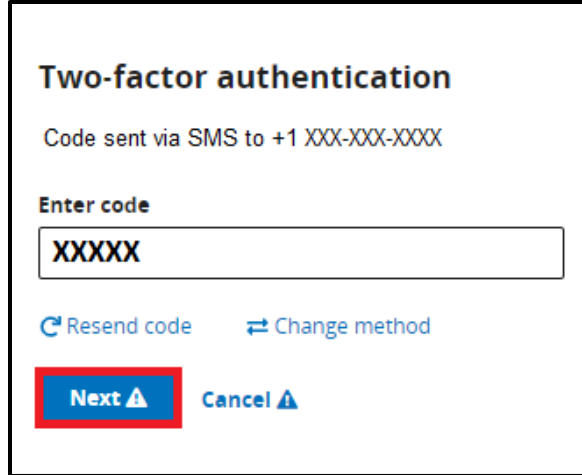 Two-factor authentication
Code sent via SMS to +1 XXX-XXX-XXXX
Enter code
XXXXX
Resend code Change method
Next Cancel